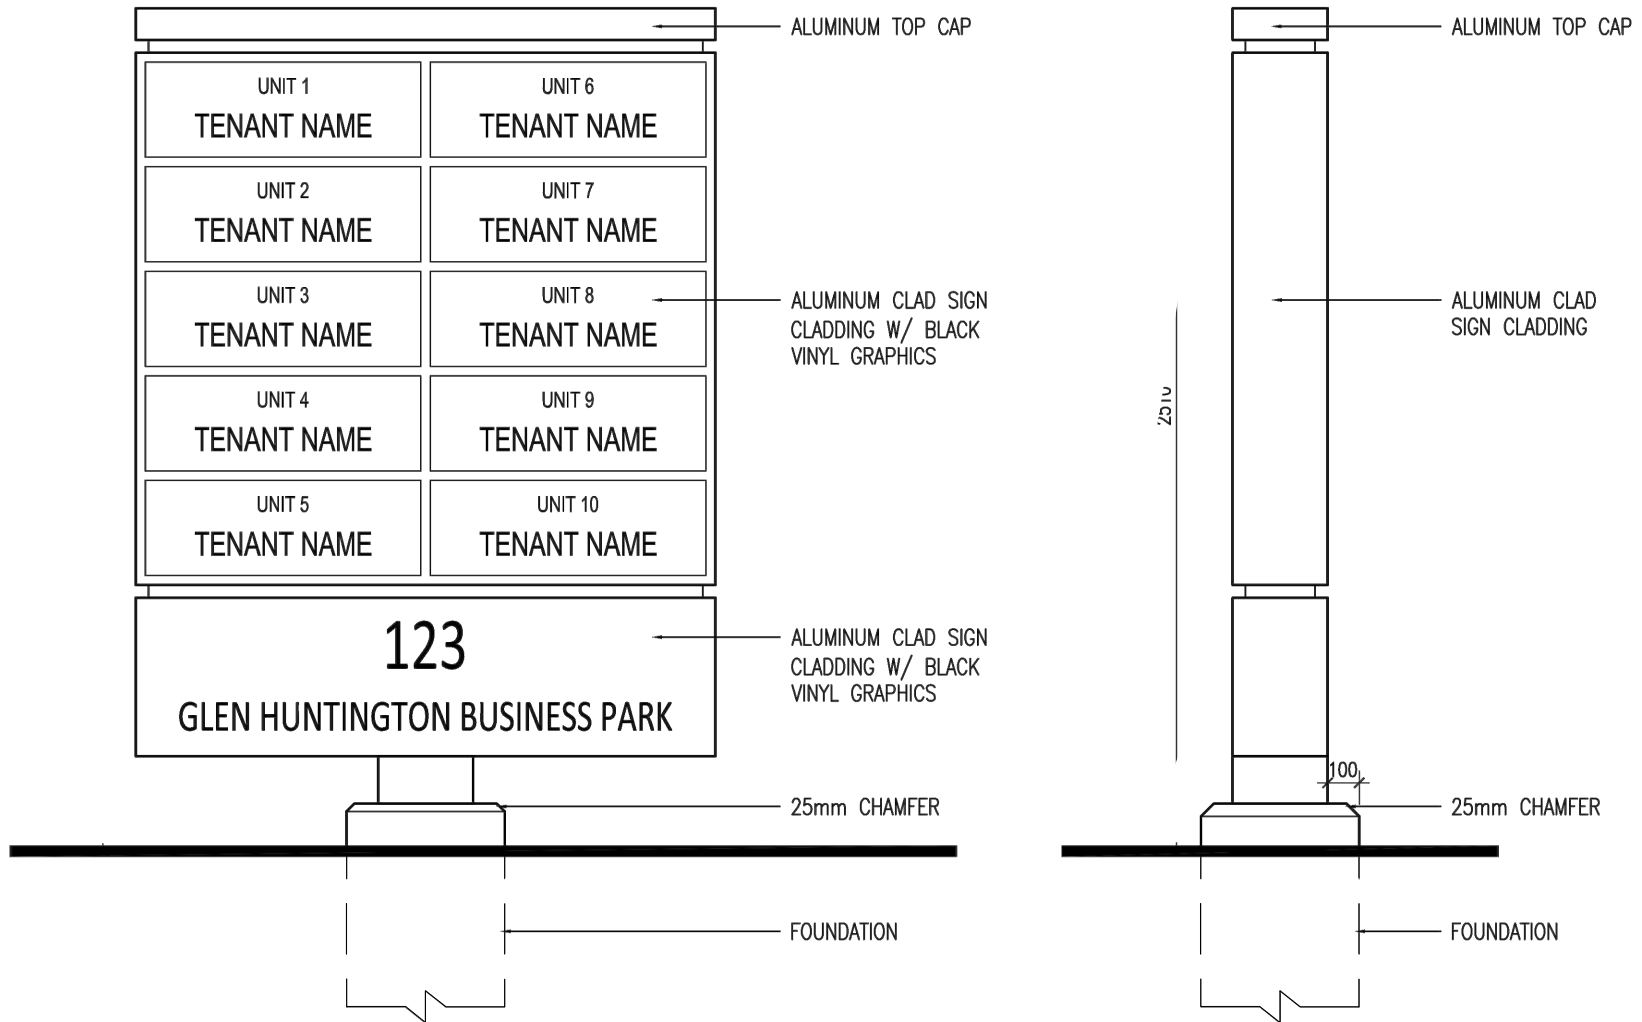 ALUMINUM TOP CAP
UNIT 1
TENANT NAME
UNIT 6
TENANT NAME
UNIT 2
TENANT NAME
UNIT 7
TENANT NAME
UNIT 3
TENANT NAME
UNIT 8
TENANT NAME
UNIT 4
TENANT NAME
UNIT 9
TENANT NAME
UNIT 5
TENANT NAME
UNIT 10
TENANT NAME
ALUMINUM CLAD SIGN
CLADDING W/ BLACK
VINYL GRAPHICS
123
GLEN HUNTINGTON BUSINESS PARK
ALUMINUM CLAD SIGN
CLADDING W/ BLACK
VINYL GRAPHICS
25mm CHAMFER
FOUNDATION
ALUMINUM TOP CAP
ALUMINUM CLAD
SIGN CLADDING
100
25mm CHAMFER
FOUNDATION